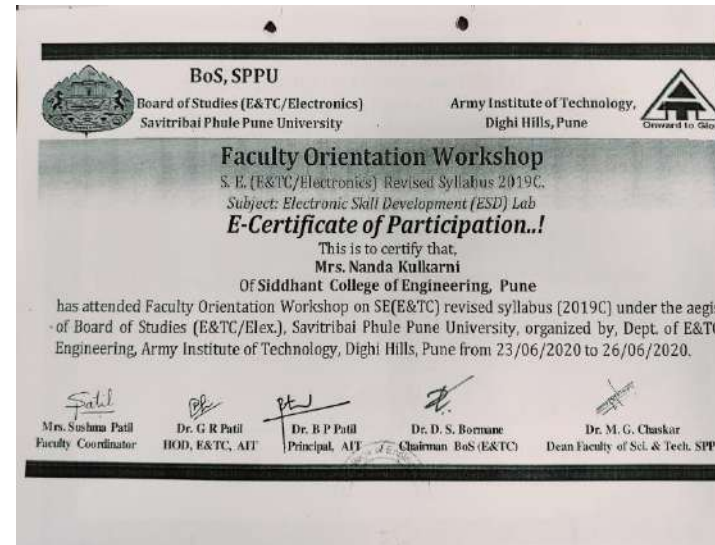 BoS, SPPU
Board of Studies (E&TC/Electronics)
Savitribai Phule Pune University
Army Institute of Technology,
Dighi Hills, Pune
Onward to Glo
Faculty Orientation Workshop
S. E. (E&TC/Electronics) Revised Syllabus 2019C.
Subject: Electronic Skill Development (ESD) Lab
E-Certificate of Participation..!
This is to certify that,
Mrs. Nanda Kulkarni
Of Siddhant College of Engineering, Pune
has attended Faculty Orientation Workshop on SE(E&TC) revised syllabus (2019C) under the aegi
of Board of Studies (E&TC/Elex.), Savitribai Phule Pune University, organized by, Dept. of E&T
Engineering, Army Institute of Technology, Dighi Hills, Pune from 23/06/2020 to 26/06/2020.
Patil
Mrs. Sushma Patil
Faculty Coordinator
Dr. G R Patil
HOD, E&TC, AIT
Dr. B P Patil
Principal, AIT
Dr. D. S. Bormane
Chairman BoS (E&TC)
Dr. M. G. Chaskar
Dean Faculty of Sci. & Tech. SPP